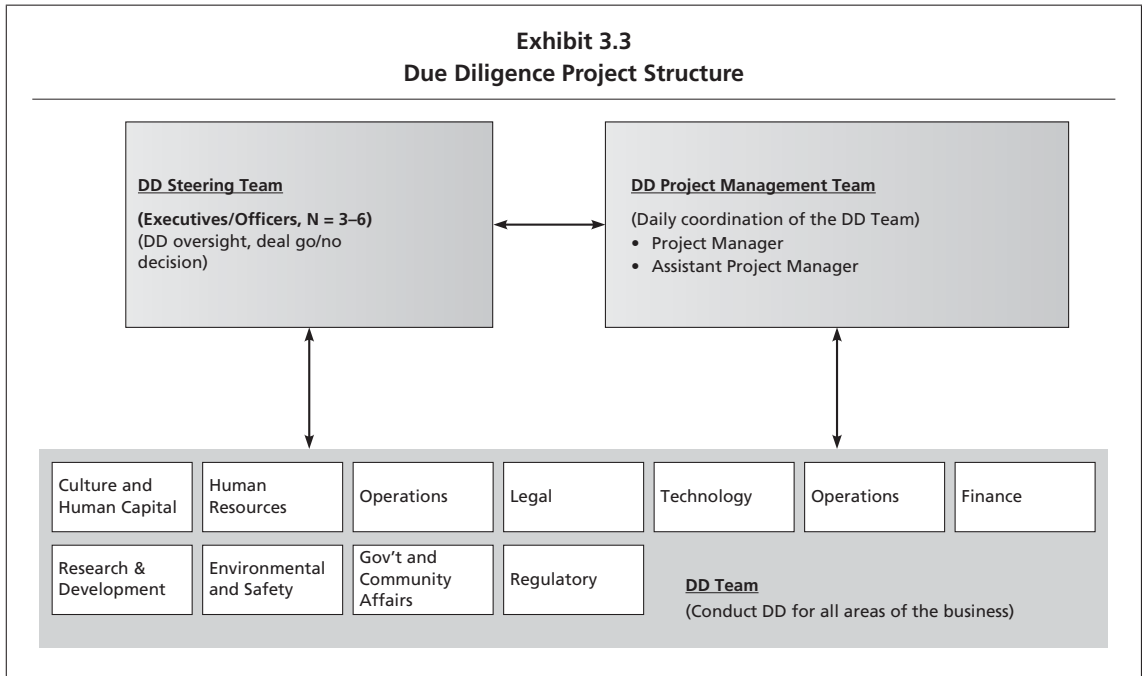 Exhibit 3.3
Due Diligence Project Structure
DD Steering Team
(Executives/Officers, N = 3–6)
(DD oversight, deal go/no
decision)
DD Project Management Team
(Daily coordination of the DD Team)
• Project Manager
• Assistant Project Manager
Culture and
Human Capital
Human
Resources
Operations
Legal
Technology
Operations
Finance
Research &
Development
Environmental
and Safety
Gov't and
Community
Affairs
Regulatory
DD Team
(Conduct DD for all areas of the business)